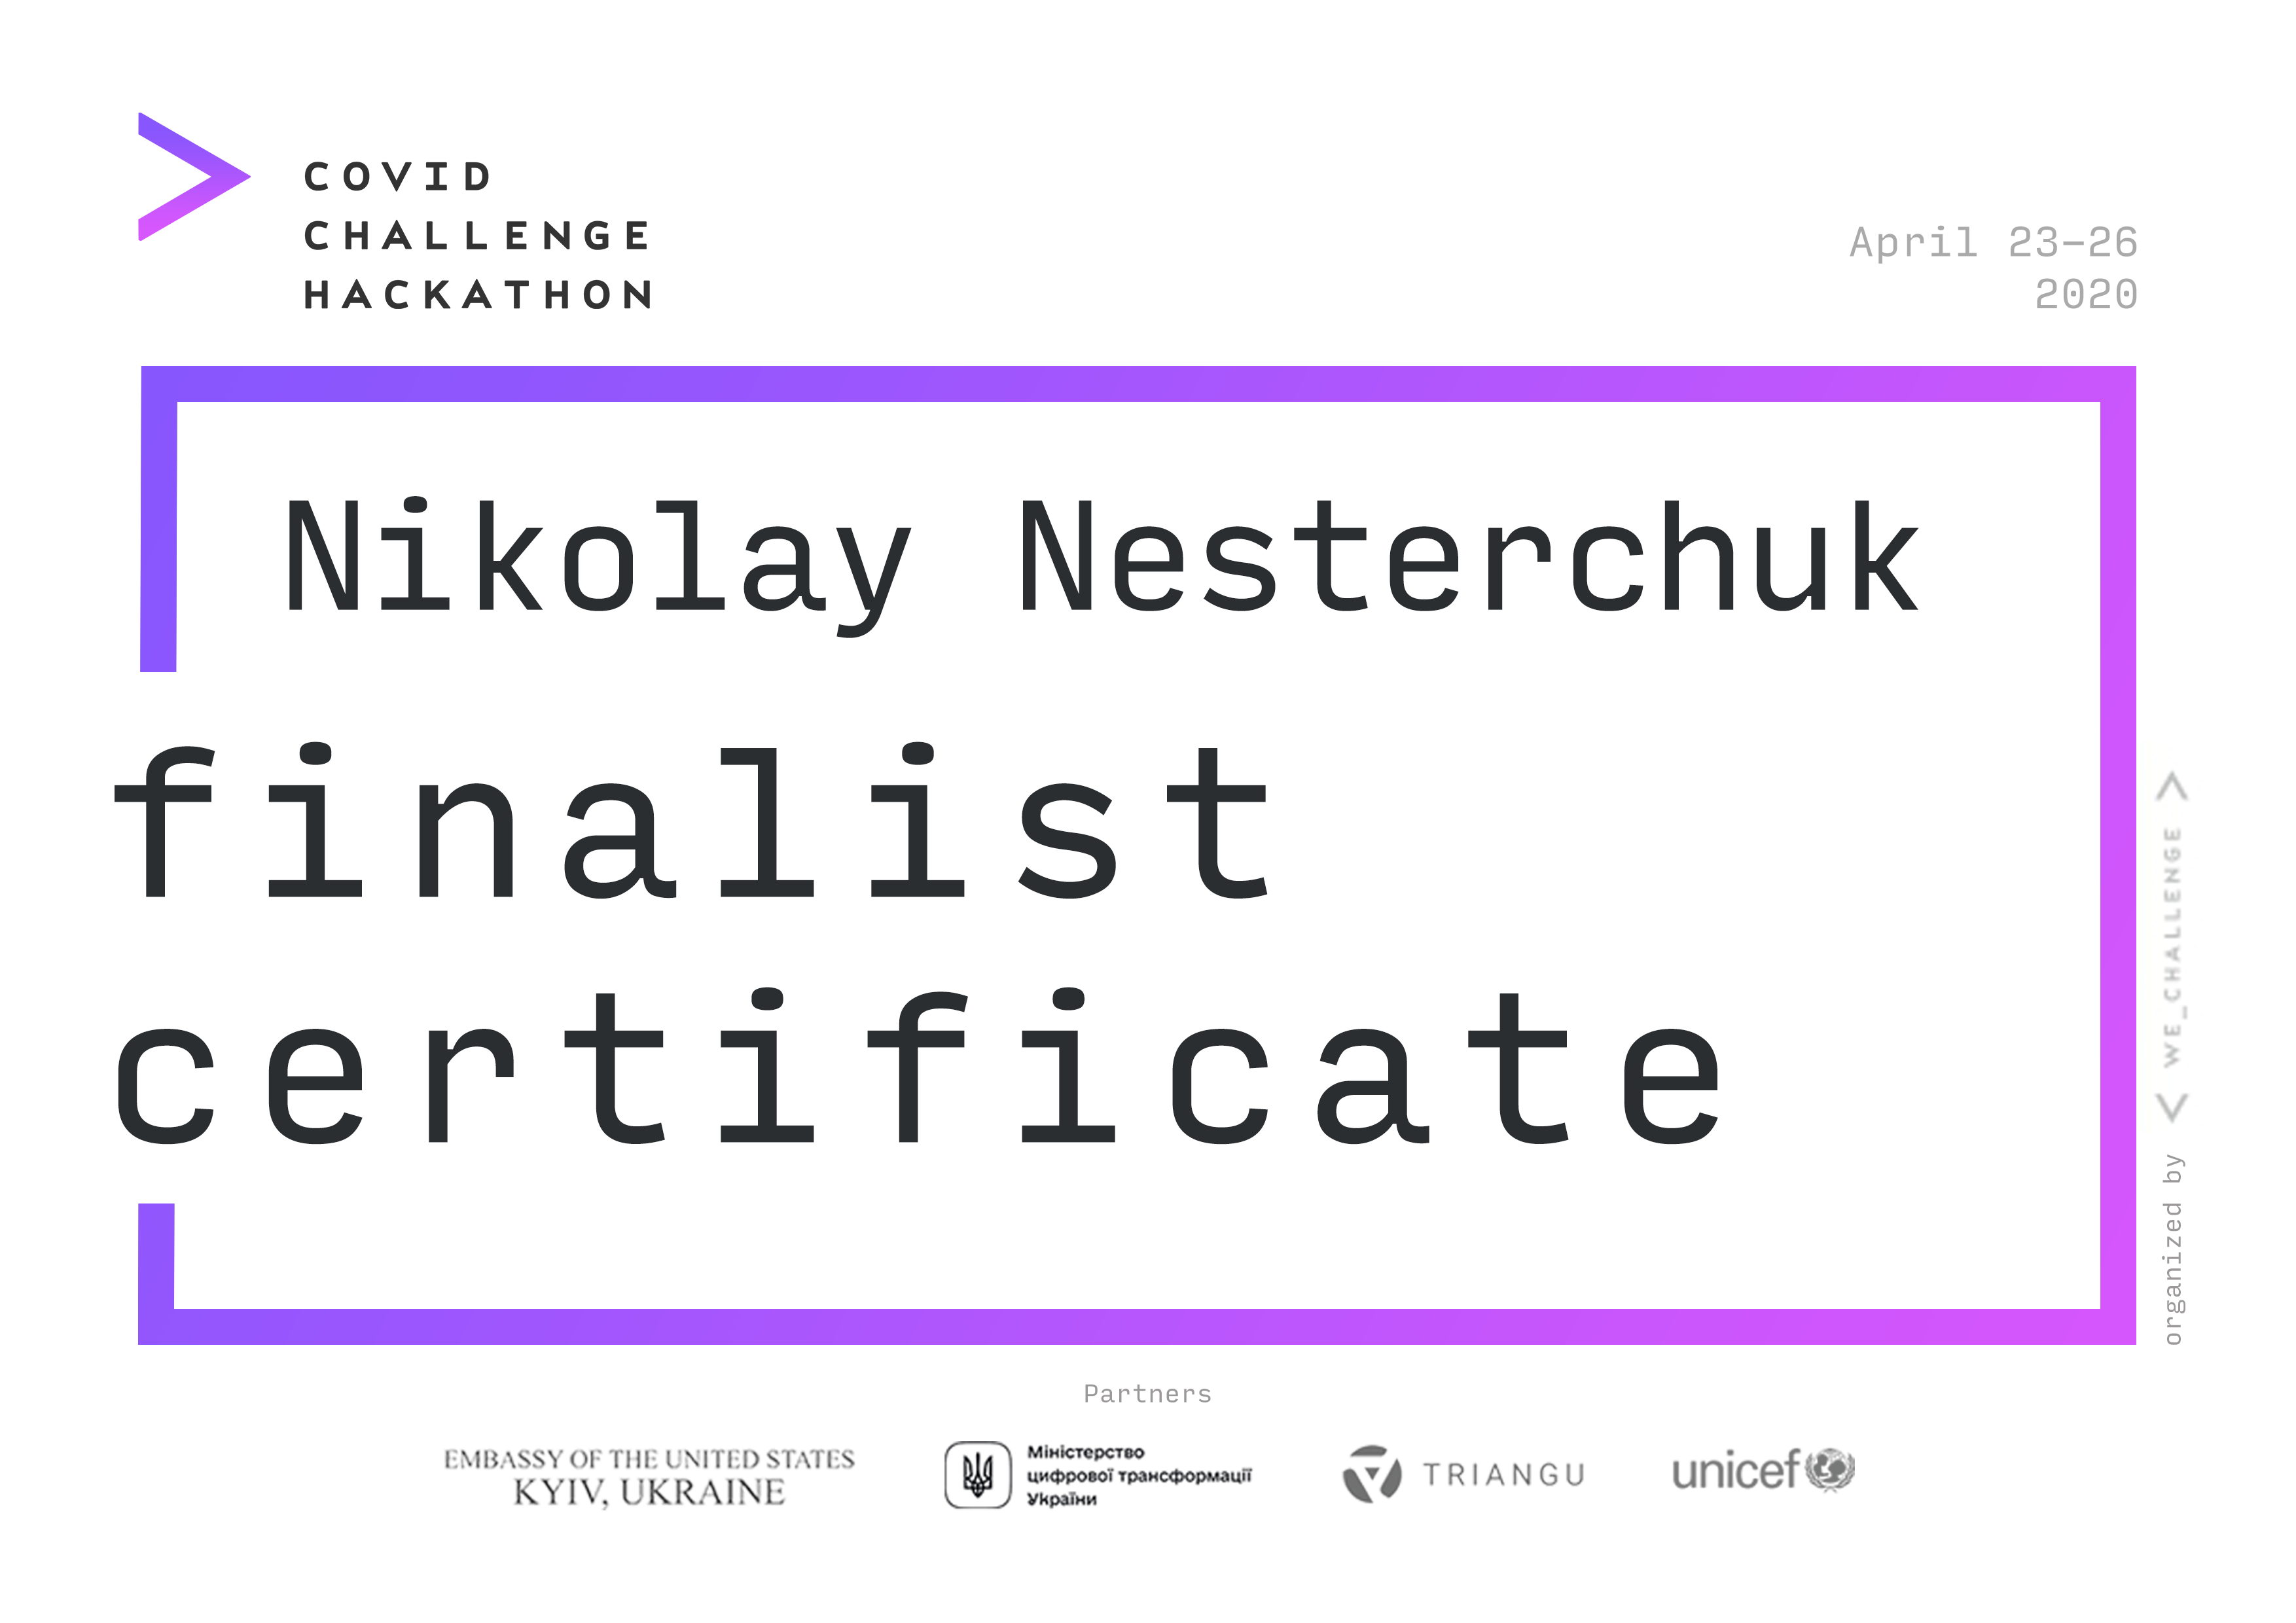 COVID
CHALLENGE
HACKATHON
April 23–26
2020
Nikolay Nesterchuk
finalist
certificate
organized by
WE_CHALLENGE
Partners
EMBASSY OF THE UNITED STATES
KYIV, UKRAINE
Міністерство
цифрової трансформації
України
TRIANGU
unicef